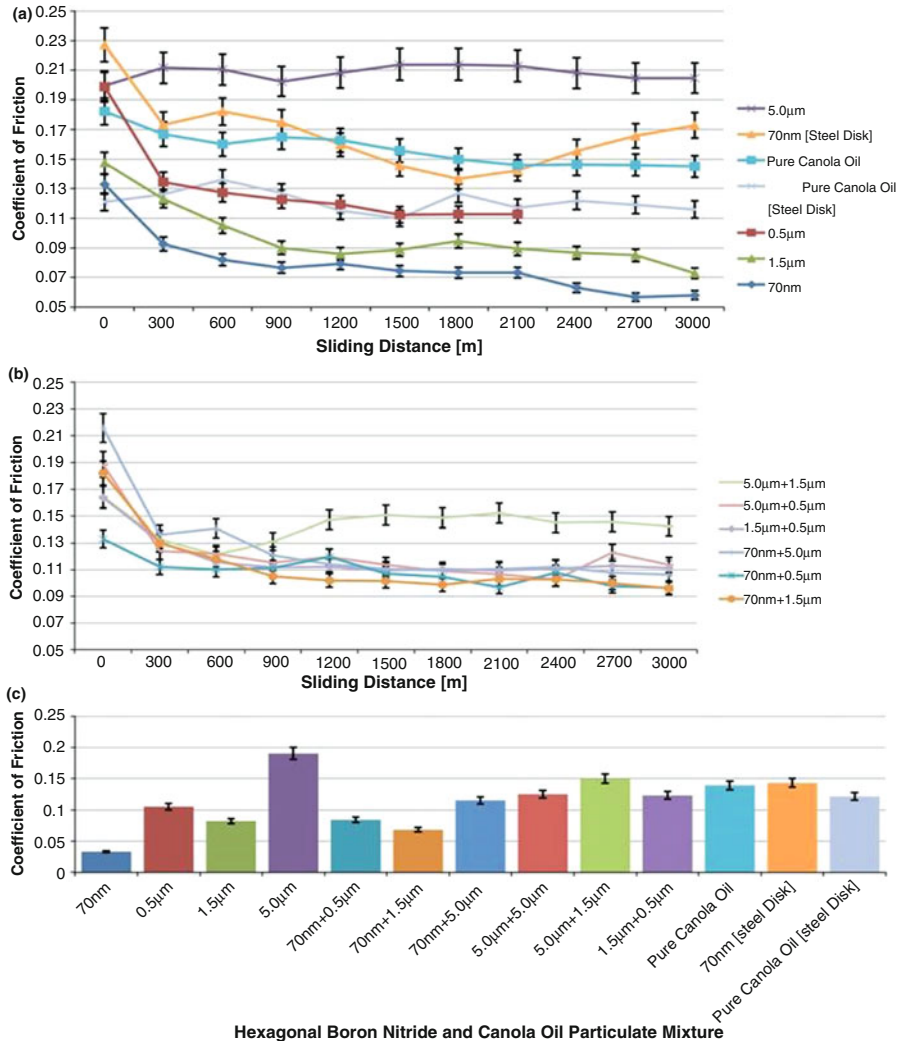 (a)
0.25
0.23
0.21
0.19
0.17
0.15
0.13
0.11
0.09
0.07
0.05
Coefficient of Friction
0 300 600 900 1200 1500 1800 2100 2400 2700 3000
Sliding Distance [m]
5.0µm
70nm [Steel Disk]
Pure Canola Oil
Pure Canola Oil
[Steel Disk]
0.5µm
1.5µm
70nm
(b)
0.25
0.23
0.21
0.19
0.17
0.15
0.13
0.11
0.09
0.07
0.05
Coefficient of Friction
0 300 600 900 1200 1500 1800 2100 2400 2700 3000
Sliding Distance [m]
5.0µm+1.5µm
5.0µm+0.5µm
1.5µm+0.5µm
70nm+5.0µm
70nm+0.5µm
70nm+1.5µm
(c)
0.25
0.2
0.15
0.1
0.05
0
Coefficient of Friction
70nm
0.5µm
1.5µm
5.0µm
70nm+0.5µm
70nm+1.5µm
70nm+5.0µm
5.0µm+5.0µm
5.0µm+1.5µm
1.5µm+0.5µm
Pure Canola Oil
70nm [steel Disk]
Pure Canola Oil [steel Disk]
Hexagonal Boron Nitride and Canola Oil Particulate Mixture